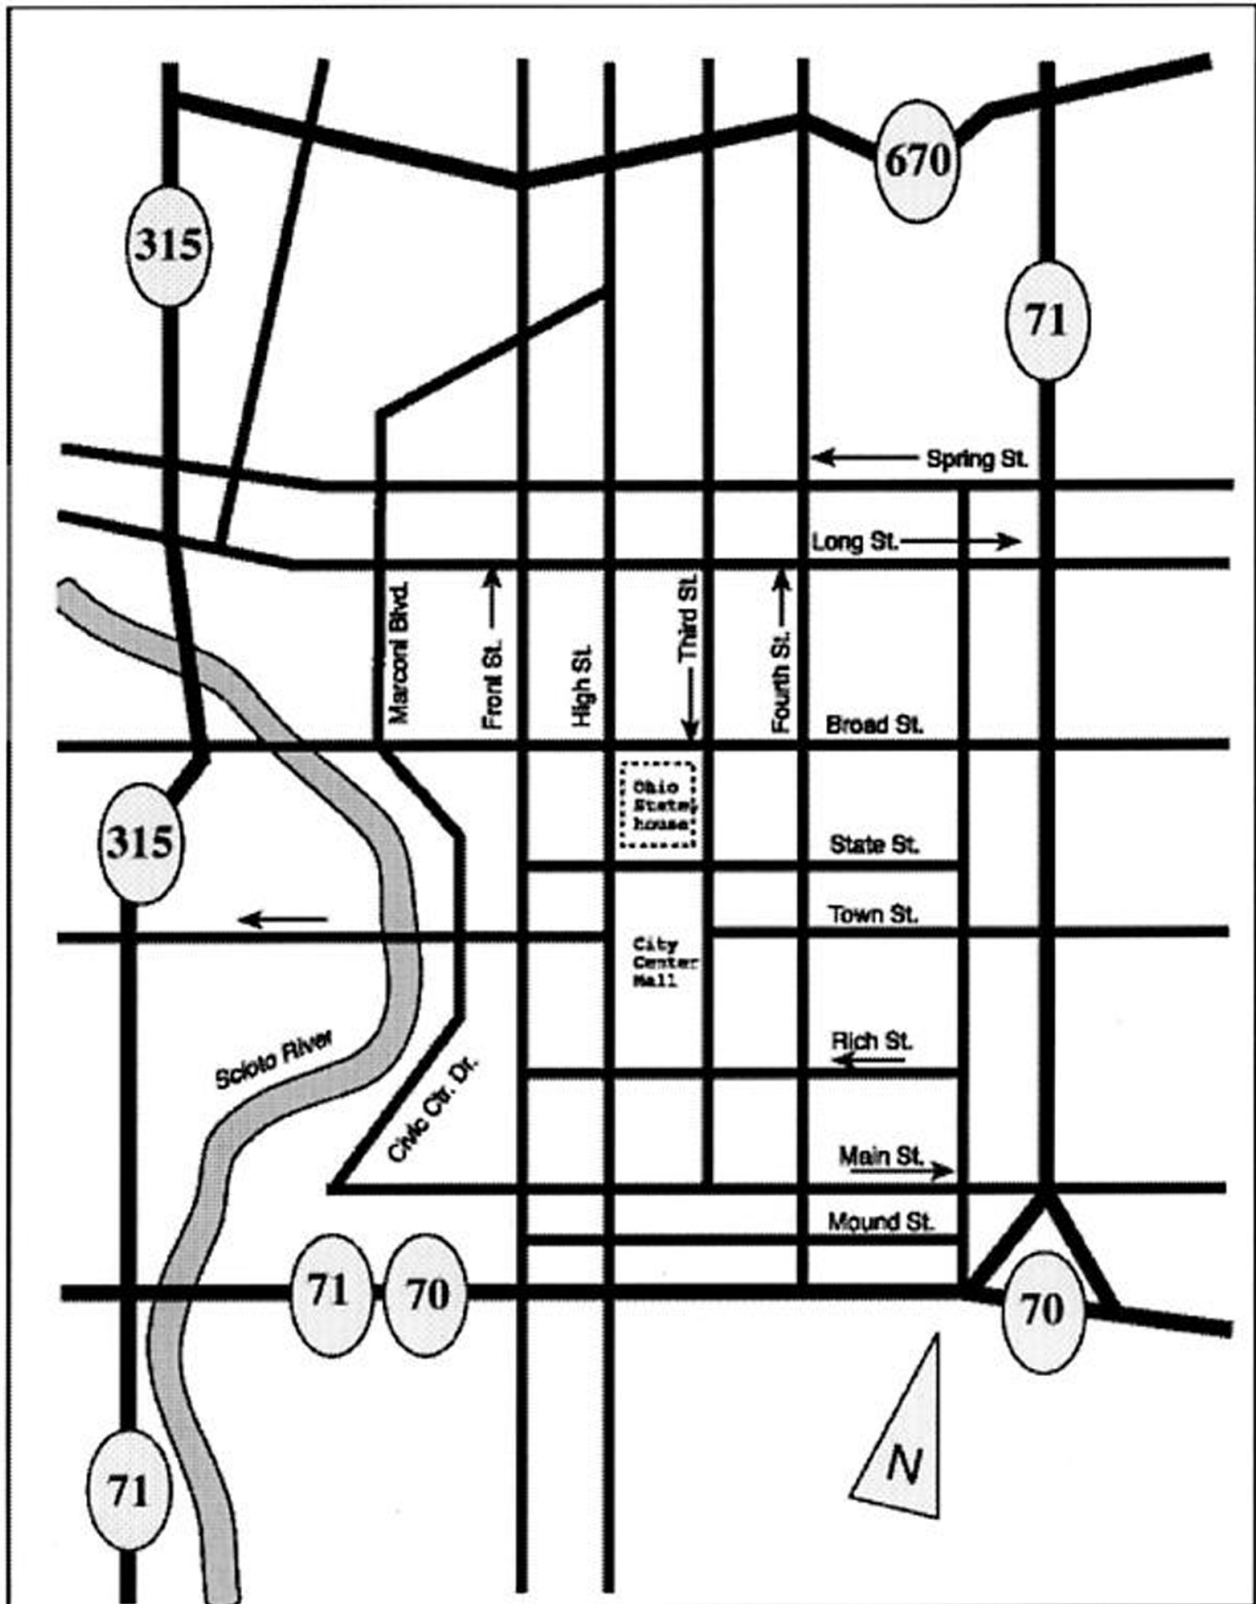 670
315
71
Spring St.
Long St.
Marconi Blvd.
Front St.
High St.
Third St.
Fourth St.
Broad St.
Ohio
State
house
315
State St.
Town St.
City
Center
Mall
Rich St.
Scioto River
Civic Ctr. Dr.
Main St.
Mound St.
71
70
70
N
71